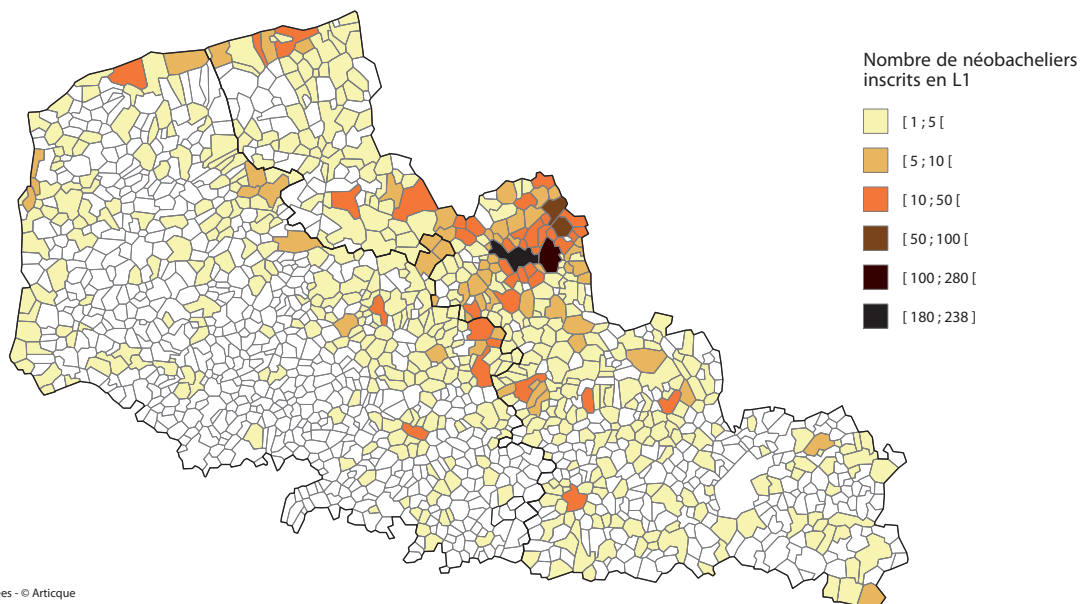 Nombre de néobacheliers
inscrits en L1
[ 1 ; 5 [
[ 5 ; 10 [
[ 10 ; 50 [
[ 50 ; 100 [
[ 100 ; 280 [
[ 180 ; 238 ]
es - © Articque